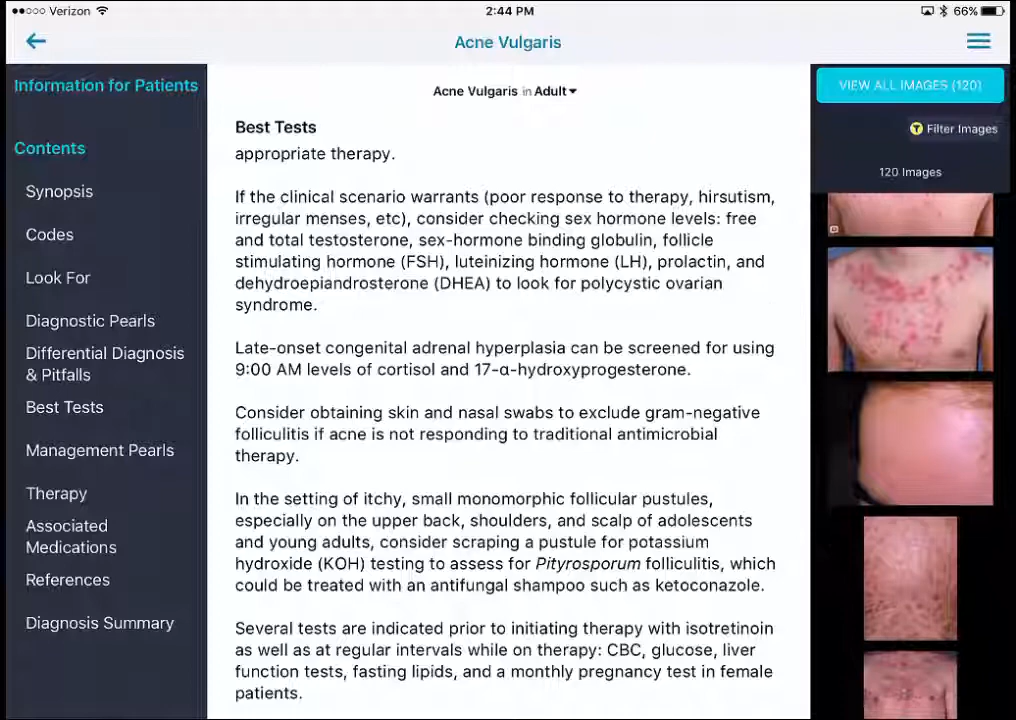 Verizon 2:44 PM 66%
Acne Vulgaris
Information for Patients
Contents
Synopsis
Codes
Look For
Diagnostic Pearls
Differential Diagnosis
& Pitfalls
Best Tests
Management Pearls
Therapy
Associated
Medications
References
Diagnosis Summary
Acne Vulgaris in Adult
Best Tests
appropriate therapy.
If the clinical scenario warrants (poor response to therapy, hirsutism,
irregular menses, etc), consider checking sex hormone levels: free
and total testosterone, sex-hormone binding globulin, follicle
stimulating hormone (FSH), luteinizing hormone (LH), prolactin, and
dehydroepiandrosterone (DHEA) to look for polycystic ovarian
syndrome.
Late-onset congenital adrenal hyperplasia can be screened for using
9:00 AM levels of cortisol and 17-α-hydroxyprogesterone.
Consider obtaining skin and nasal swabs to exclude gram-negative
folliculitis if acne is not responding to traditional antimicrobial
therapy.
In the setting of itchy, small monomorphic follicular pustules,
especially on the upper back, shoulders, and scalp of adolescents
and young adults, consider scraping a pustule for potassium
hydroxide (KOH) testing to assess for Pityrosporum folliculitis, which
could be treated with an antifungal shampoo such as ketoconazole.
Several tests are indicated prior to initiating therapy with isotretinoin
as well as at regular intervals while on therapy: CBC, glucose, liver
function tests, fasting lipids, and a monthly pregnancy test in female
patients.
VIEW ALL IMAGES (120)
Filter Images
120 Images